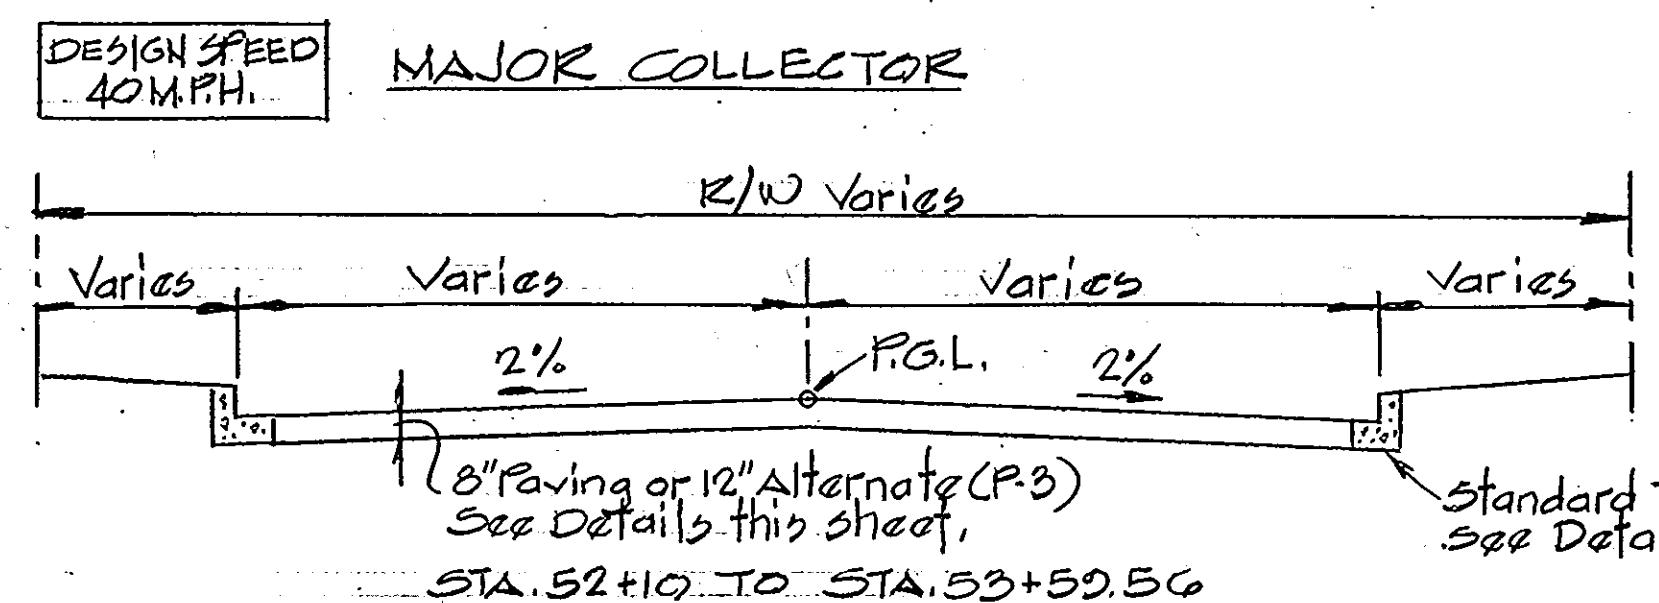 DESIGN SPEED
40 M.P.H.
MAJOR COLLECTOR
R/W Varies
Varies
Varies
Varies
Varies
2%
P.G.L.
2%
8" Paving or 12" Alternate (P-3)
See Details this sheet.
Standard
see Deta
STA. 52+10 TO STA. 53+59.56